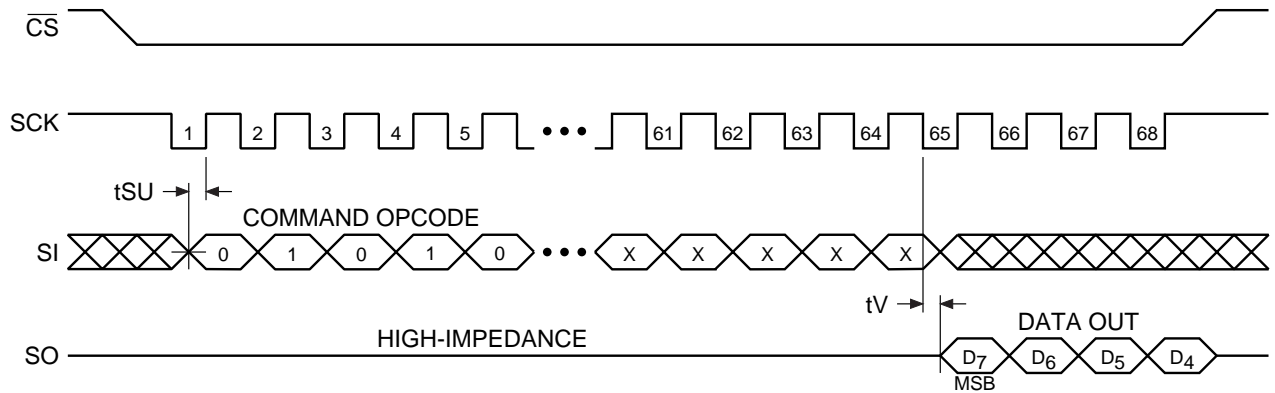 CS
SCK 1 2 3 4 5 ••• 61 62 63 64 65 66 67 68
tSU
COMMAND OPCODE
SI 0 1 0 1 0 ••• X X X X X
tV
HIGH-IMPEDANCE DATA OUT
SO D7 D6 D5 D4
MSB